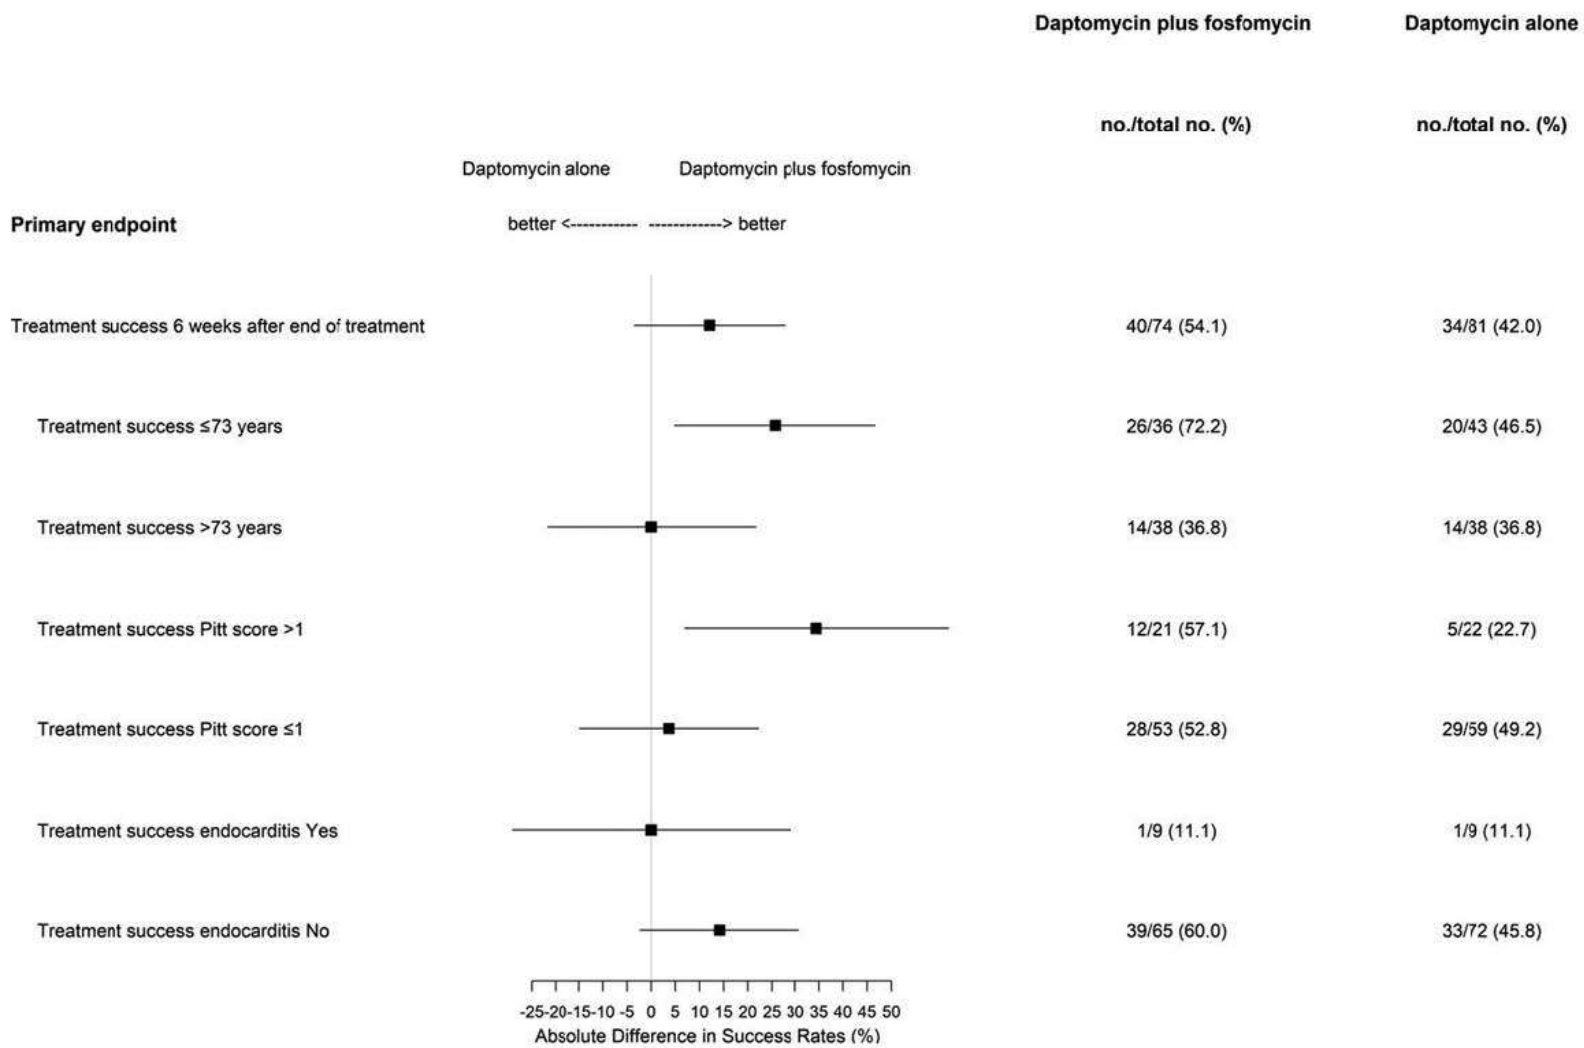 Daptomycin plus fosfomycin Daptomycin alone
no./total no. (%) no./total no. (%)
Daptomycin alone Daptomycin plus fosfomycin
Primary endpoint better <----------- ------------> better
Treatment success 6 weeks after end of treatment 40/74 (54.1) 34/81 (42.0)
Treatment success ≤73 years 26/36 (72.2) 20/43 (46.5)
Treatment success >73 years 14/38 (36.8) 14/38 (36.8)
Treatment success Pitt score >1 12/21 (57.1) 5/22 (22.7)
Treatment success Pitt score ≤1 28/53 (52.8) 29/59 (49.2)
Treatment success endocarditis Yes 1/9 (11.1) 1/9 (11.1)
Treatment success endocarditis No 39/65 (60.0) 33/72 (45.8)
-25 -20 -15 -10 -5 0 5 10 15 20 25 30 35 40 45 50
Absolute Difference in Success Rates (%)